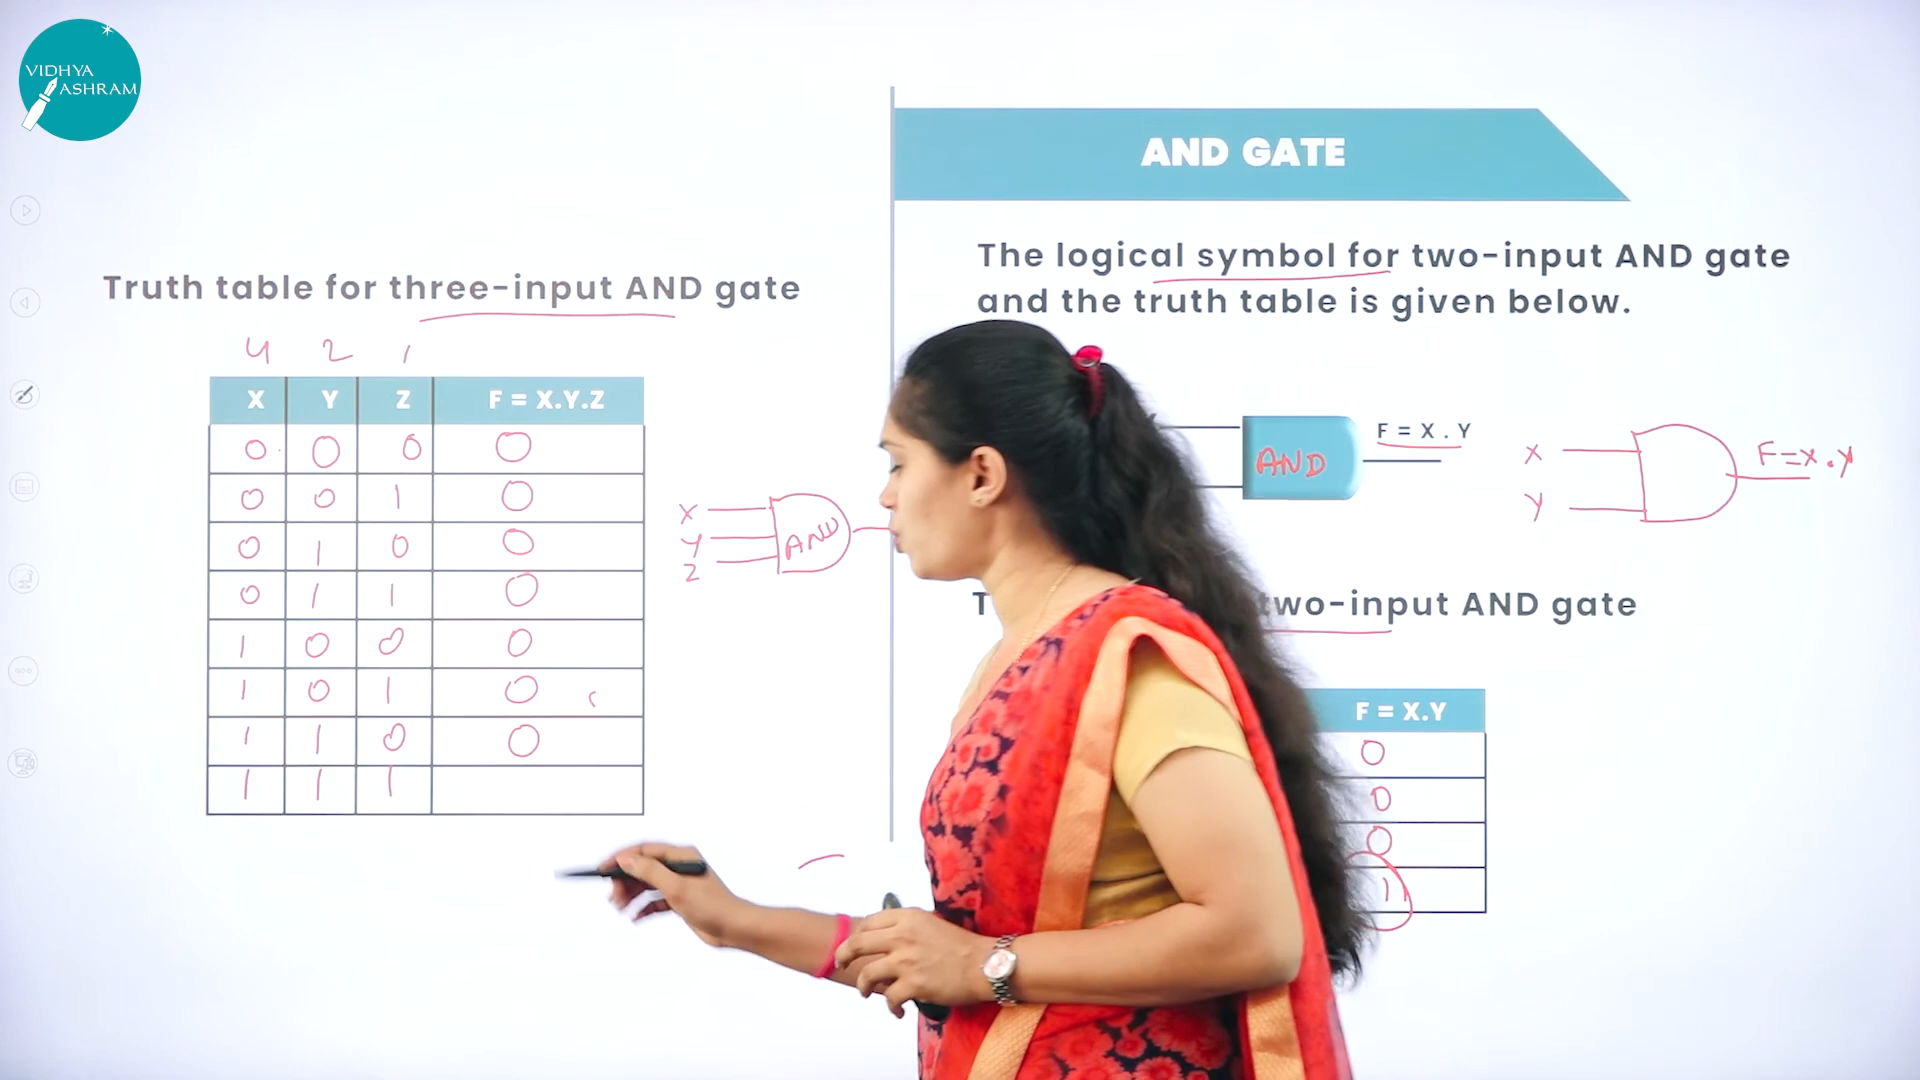 VIDHYA
ASHRAM
Truth table for three-input AND gate
4 2 1
X Y Z F = X.Y.Z
0 0 0 0
0 0 1 0
0 1 0 0
0 1 1 0
1 0 0 0
1 0 1 0
1 1 0 0
1 1 1
X
Y
Z
AND
AND GATE
The logical symbol for two-input AND gate
and the truth table is given below.
AND
F = X . Y
X
Y
F=X.Y
two-input AND gate
F = X.Y
0
0
0
1